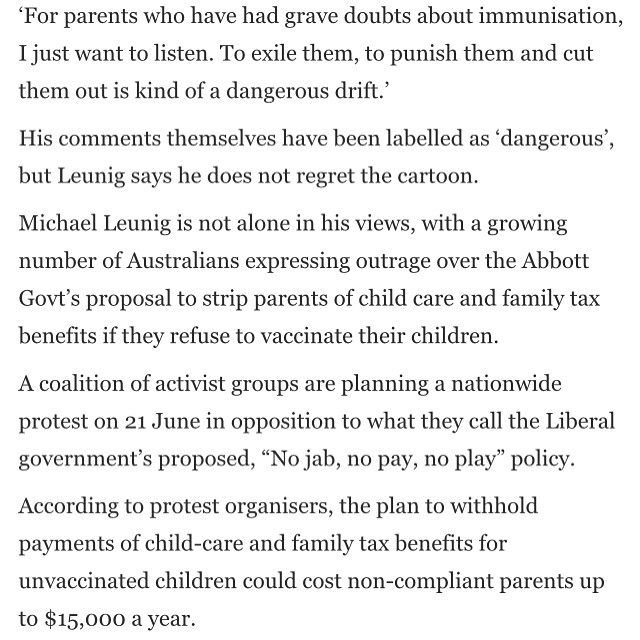 ‘For parents who have had grave doubts about immunisation,
I just want to listen. To exile them, to punish them and cut
them out is kind of a dangerous drift.’
His comments themselves have been labelled as ‘dangerous’,
but Leunig says he does not regret the cartoon.
Michael Leunig is not alone in his views, with a growing
number of Australians expressing outrage over the Abbott
Govt’s proposal to strip parents of child care and family tax
benefits if they refuse to vaccinate their children.
A coalition of activist groups are planning a nationwide
protest on 21 June in opposition to what they call the Liberal
government’s proposed, “No jab, no pay, no play” policy.
According to protest organisers, the plan to withhold
payments of child-care and family tax benefits for
unvaccinated children could cost non-compliant parents up
to $15,000 a year.